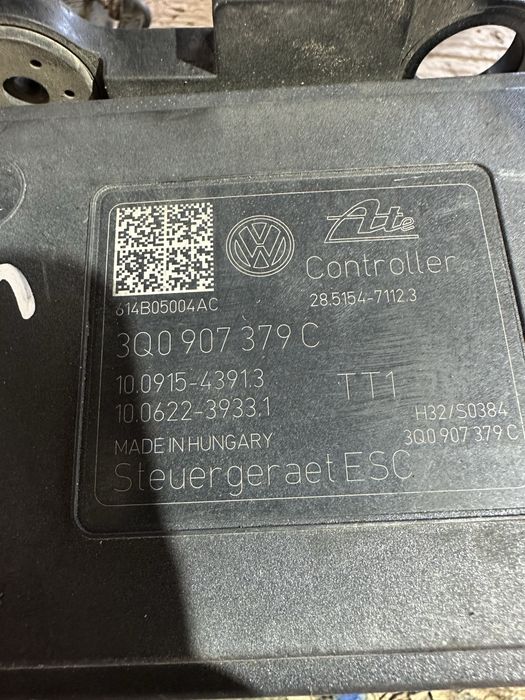 VW
Ate
Controller
614B05004AC
28.5154-7112.3
3Q0 907 379 C
10.0915-4391.3
TT1
10.0622-3933.1
H32/S0384
MADE IN HUNGARY
3Q0 907 379 C
Steuergeraet ESC